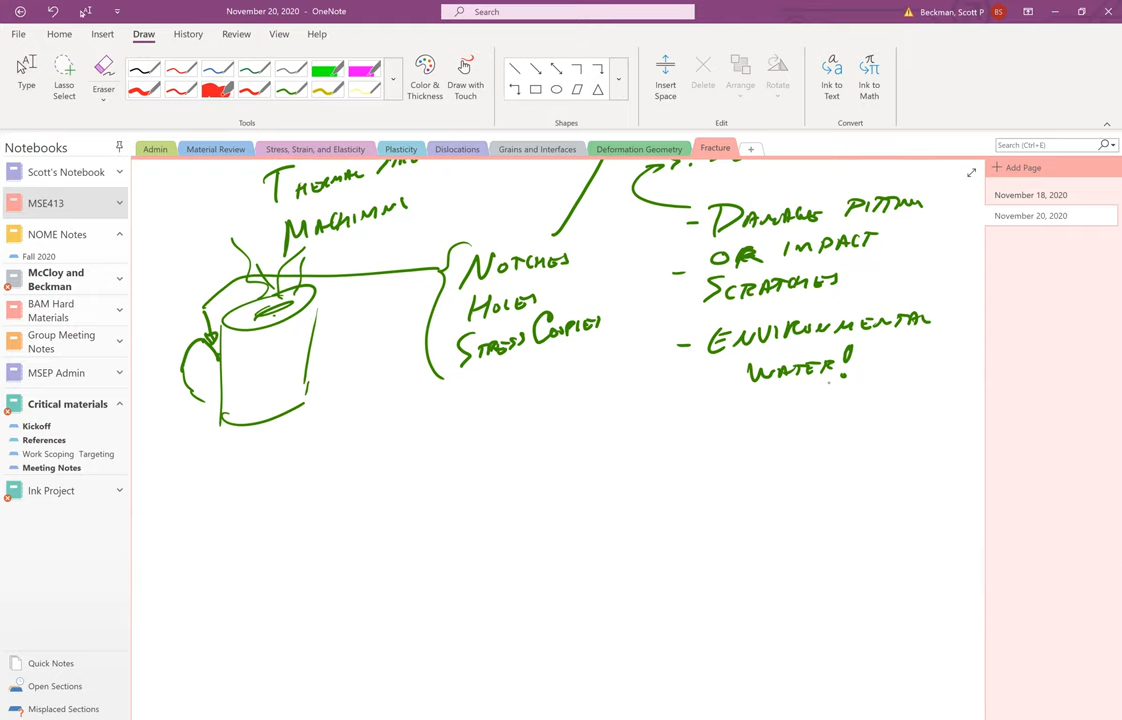 November 20, 2020 - OneNote
Search
Beckman, Scott P
BS
File Home Insert Draw History Review View Help
Type
Lasso Select
Eraser
Color & Thickness
Draw with Touch
Insert Space
Delete
Arrange
Rotate
Ink to Text
Ink to Math
Tools
Shapes
Edit
Convert
Notebooks
Admin Material Review Stress, Strain, and Elasticity Plasticity Dislocations Grains and Interfaces Deformation Geometry Fracture
Search (Ctrl+E)
Scott's Notebook
MSE413
NOME Notes
Fall 2020
McCloy and
Beckman
BAM Hard
Materials
Group Meeting
Notes
MSEP Admin
Critical materials
Kickoff
References
Work Scoping Targeting
Meeting Notes
Ink Project
Quick Notes
Open Sections
Misplaced Sections
Add Page
November 18, 2020
November 20, 2020
THERMAL
MACHINING
NOTCHES
HOLES
STRESS
- DAMAGE PITTING
OR IMPACT
- SCRATCHES
- ENVIRONMENTAL
WATER!